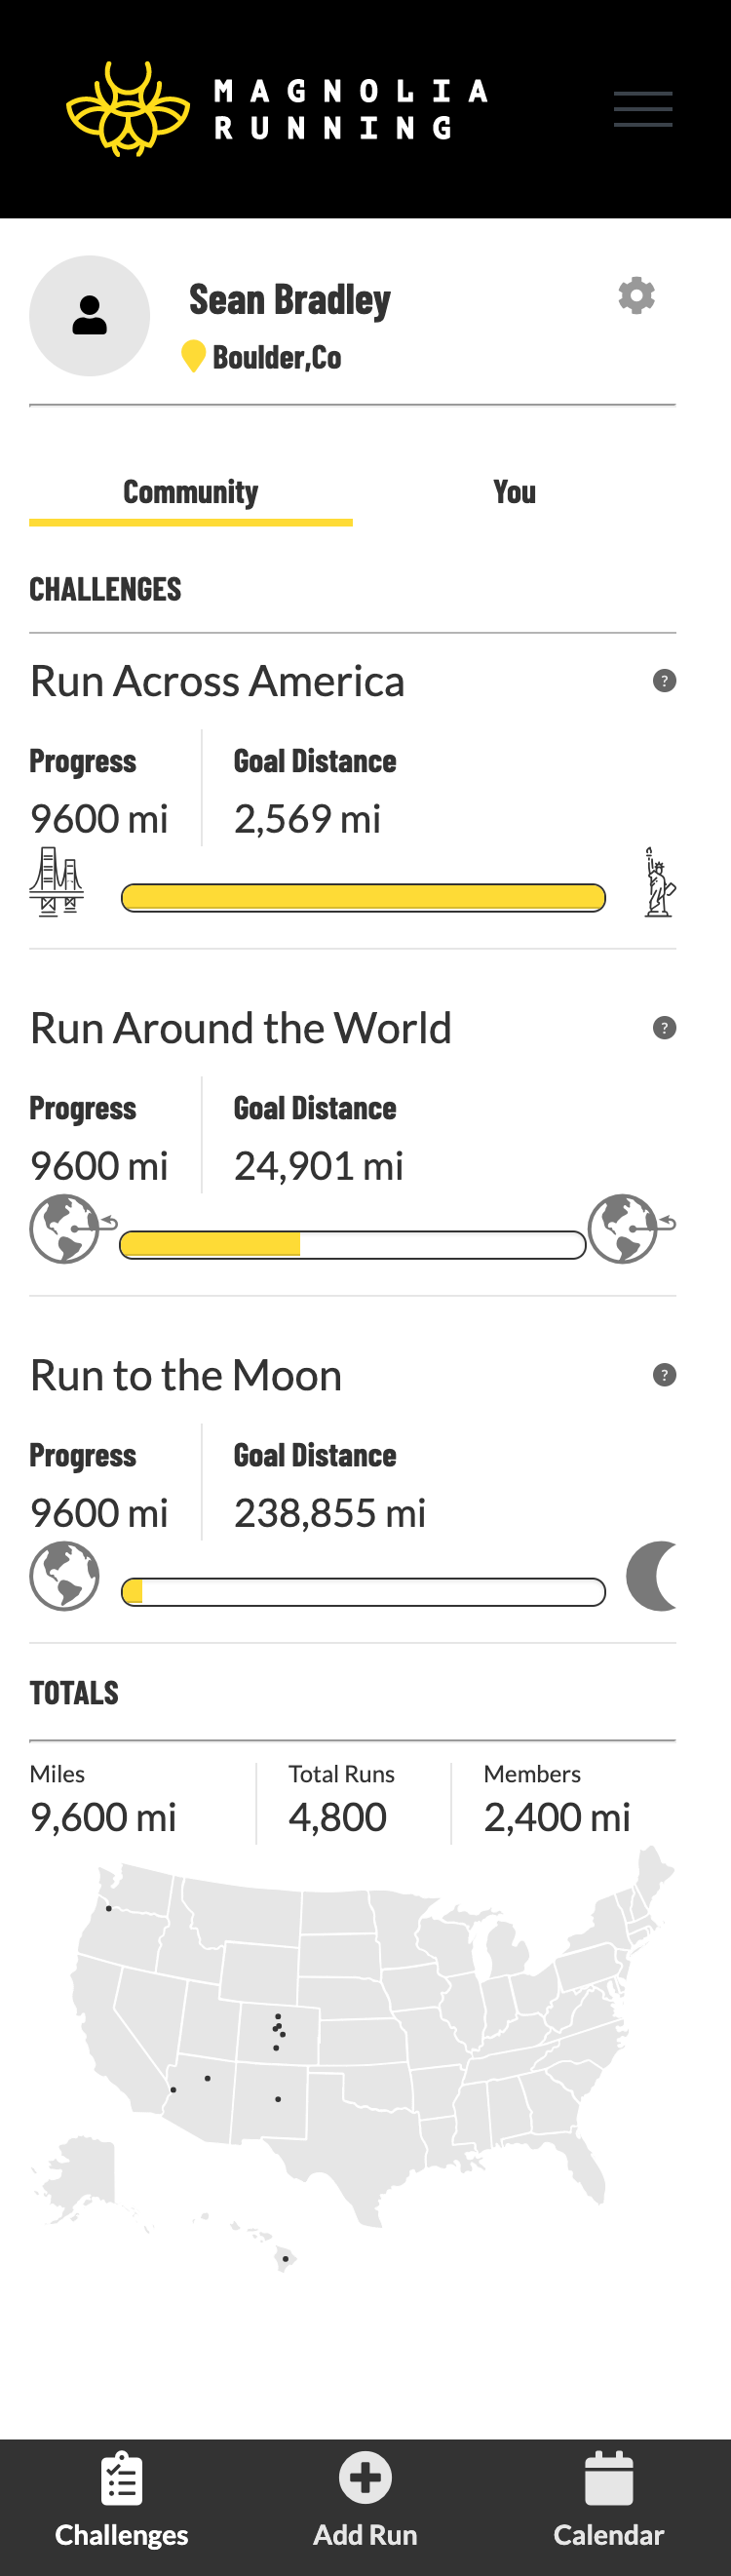 MAGNOLIA
RUNNING
Sean Bradley
Boulder,Co
Community You
CHALLENGES
Run Across America ?
Progress Goal Distance
9600 mi 2,569 mi
Run Around the World ?
Progress Goal Distance
9600 mi 24,901 mi
Run to the Moon ?
Progress Goal Distance
9600 mi 238,855 mi
TOTALS
Miles Total Runs Members
9,600 mi 4,800 2,400 mi
Challenges Add Run Calendar